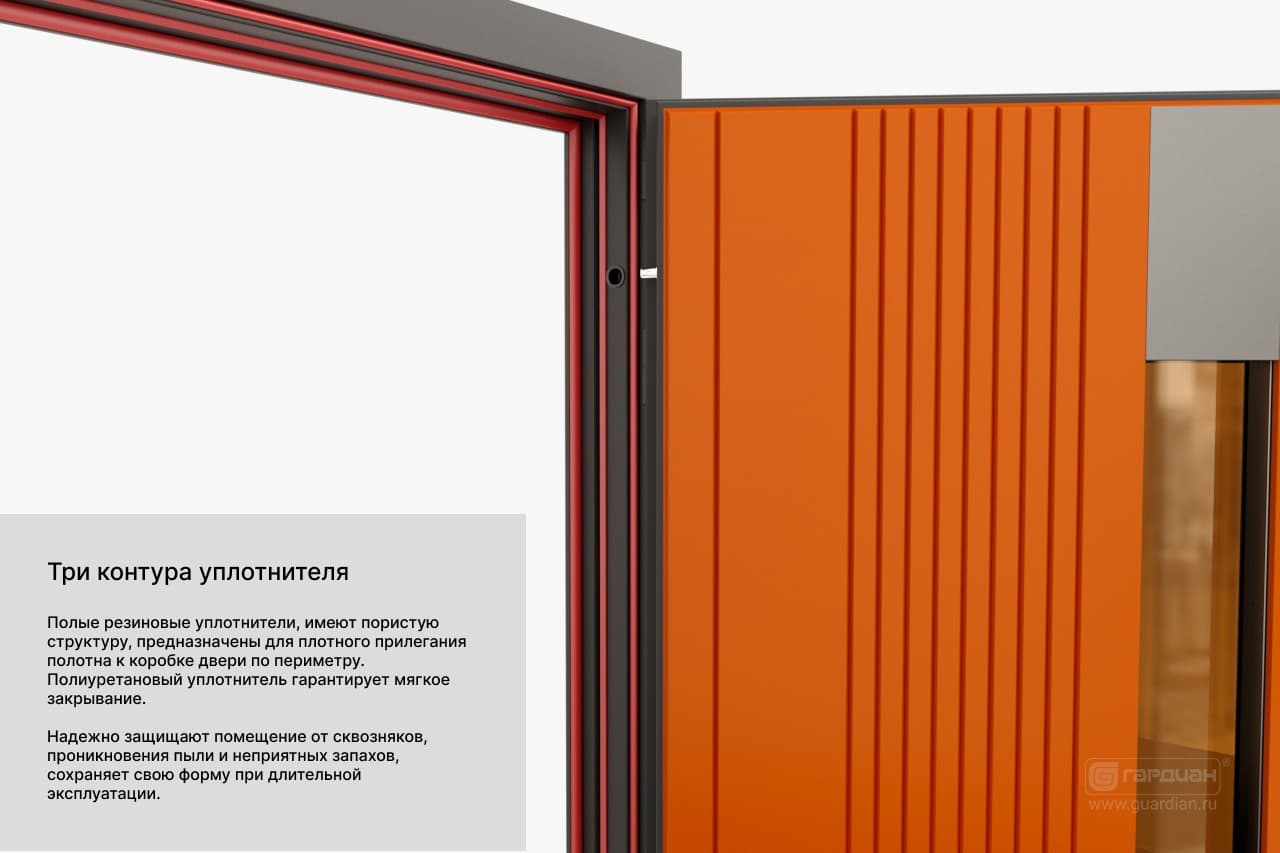 Три контура уплотнителя
Полые резиновые уплотнители, имеют пористую
структуру, предназначены для плотного прилегания
полотна к коробке двери по периметру.
Полиуретановый уплотнитель гарантирует мягкое
закрывание.
Надежно защищают помещение от сквозняков,
проникновения пыли и неприятных запахов,
сохраняет свою форму при длительной
эксплуатации.
гардиан®
www.guardian.ru